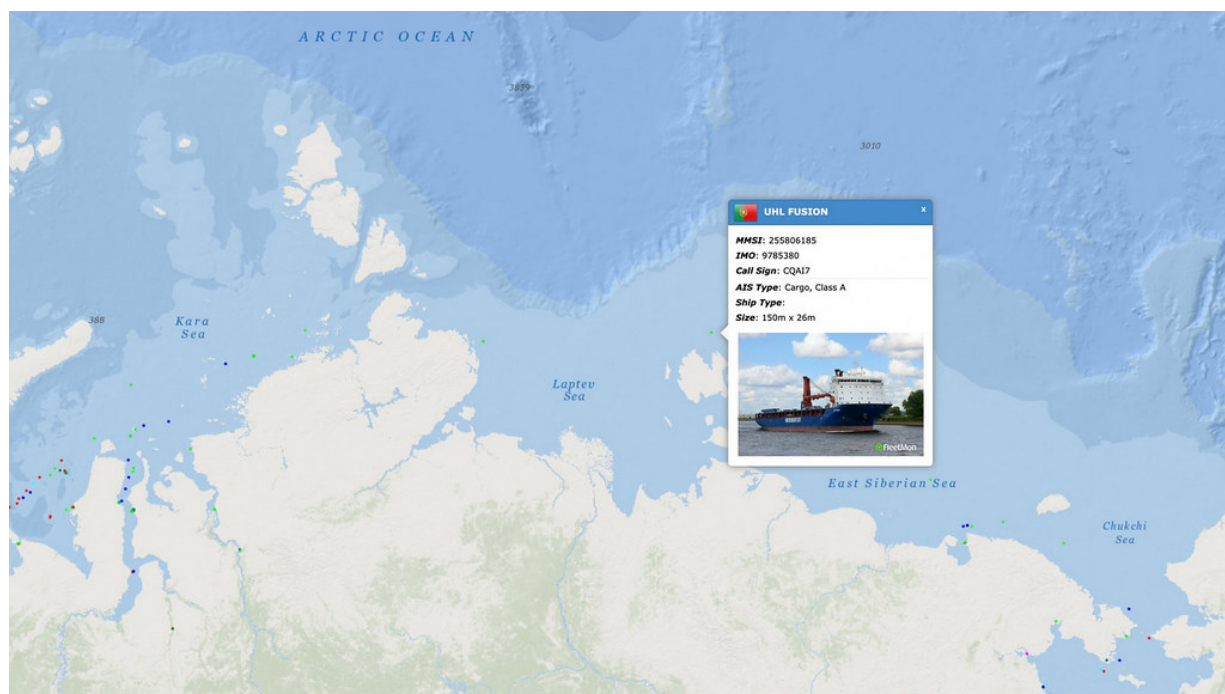 ARCTIC OCEAN
3839
3010
UHL FUSION x
MMSI: 255806185
IMO: 9785380
Call Sign: CQAI7
AIS Type: Cargo, Class A
Ship Type:
Size: 150m x 26m
386
Kara
Sea
Laptev
Sea
FleetMon
East Siberian Sea
Chukchi
Sea